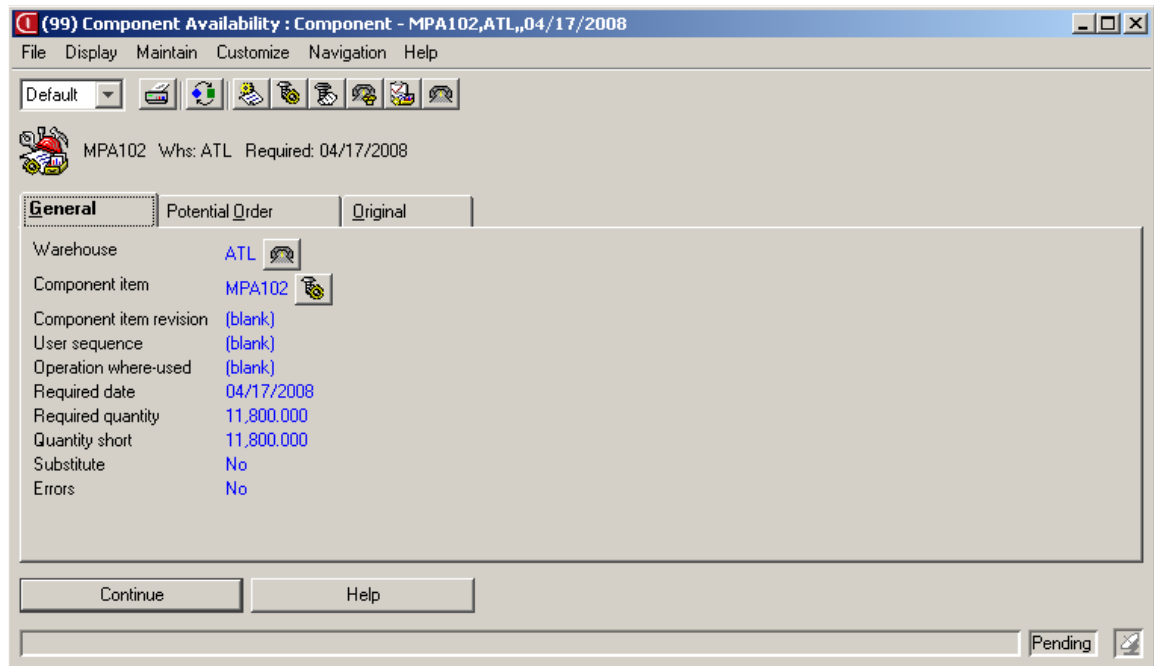 (99) Component Availability : Component - MPA102,ATL,,04/17/2008
File Display Maintain Customize Navigation Help
Default
MPA102 Whs: ATL Required: 04/17/2008
General Potential Order Original
Warehouse ATL
Component item MPA102
Component item revision (blank)
User sequence (blank)
Operation where-used (blank)
Required date 04/17/2008
Required quantity 11,800.000
Quantity short 11,800.000
Substitute No
Errors No
Continue Help
Pending